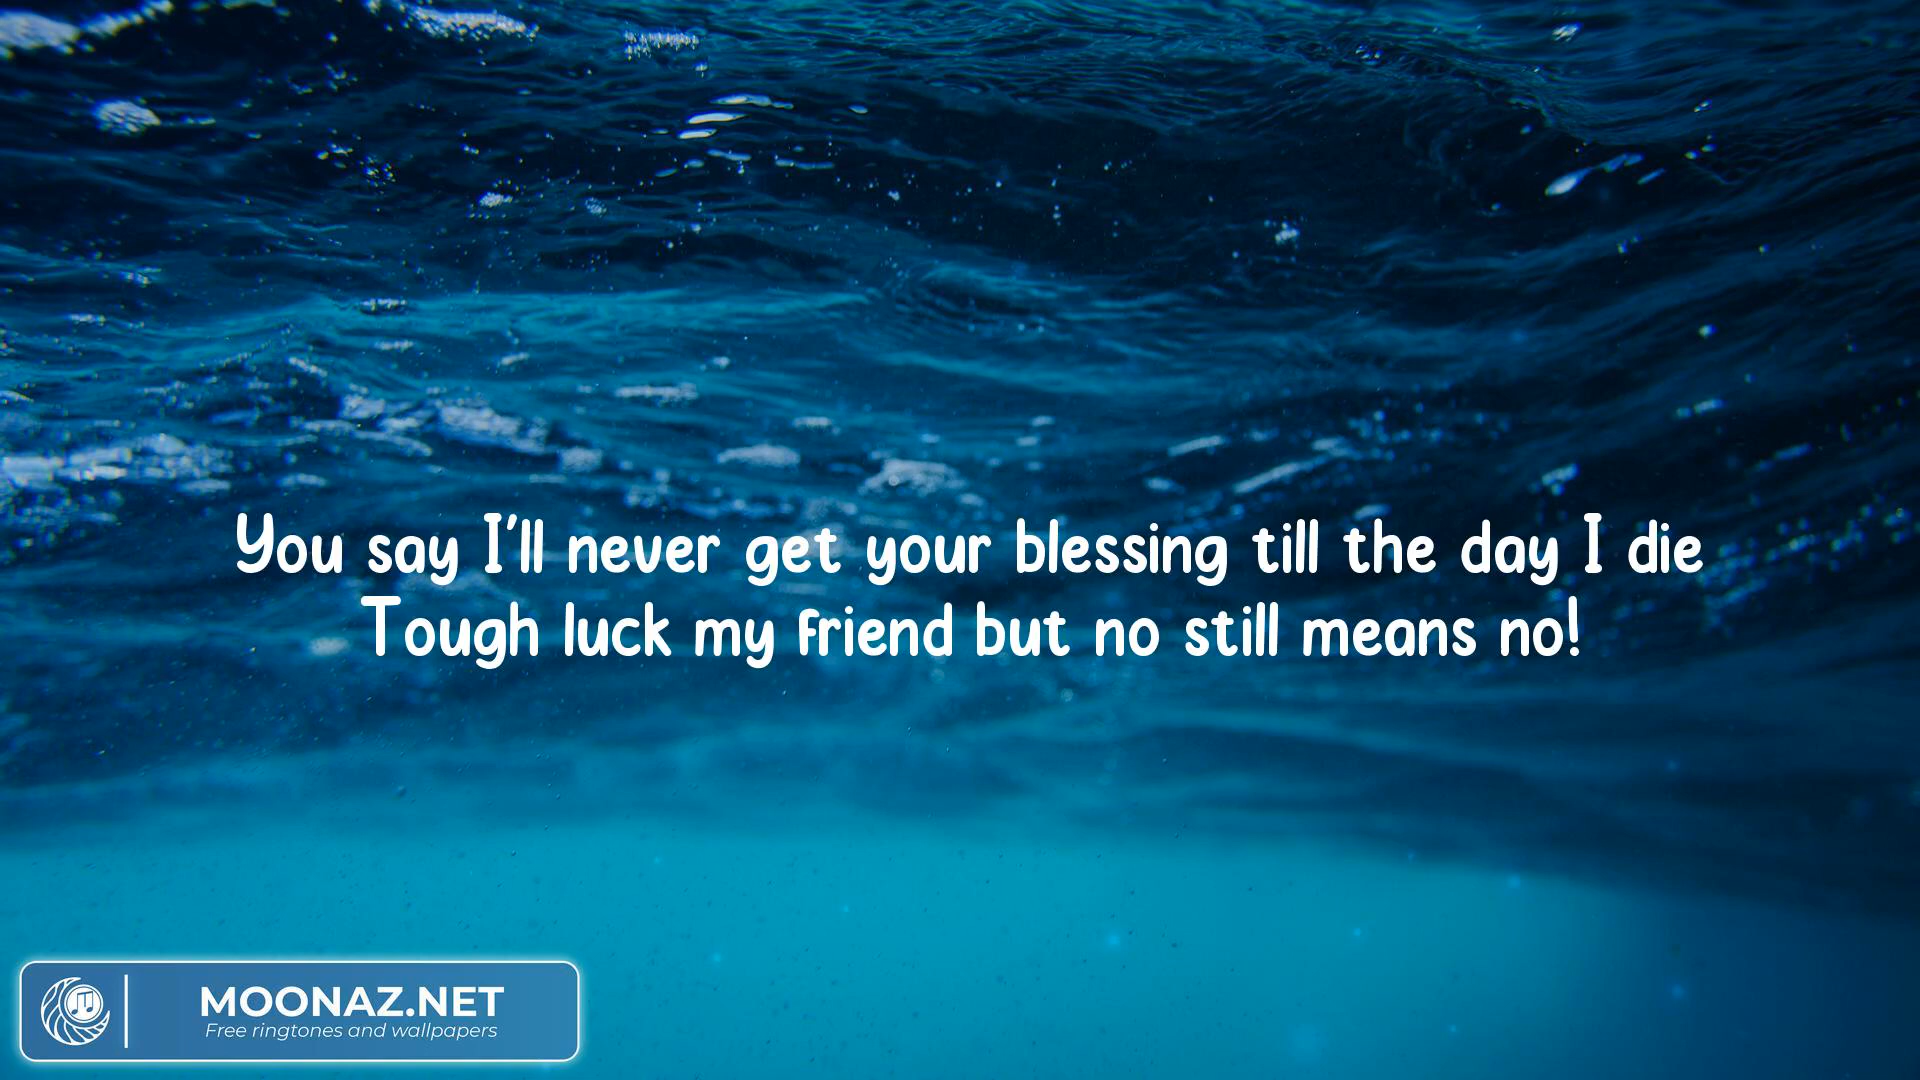 You say I'll never get your blessing till the day I die
Tough luck my friend but no still means no!
MOONAZ.NET
Free ringtones and wallpapers